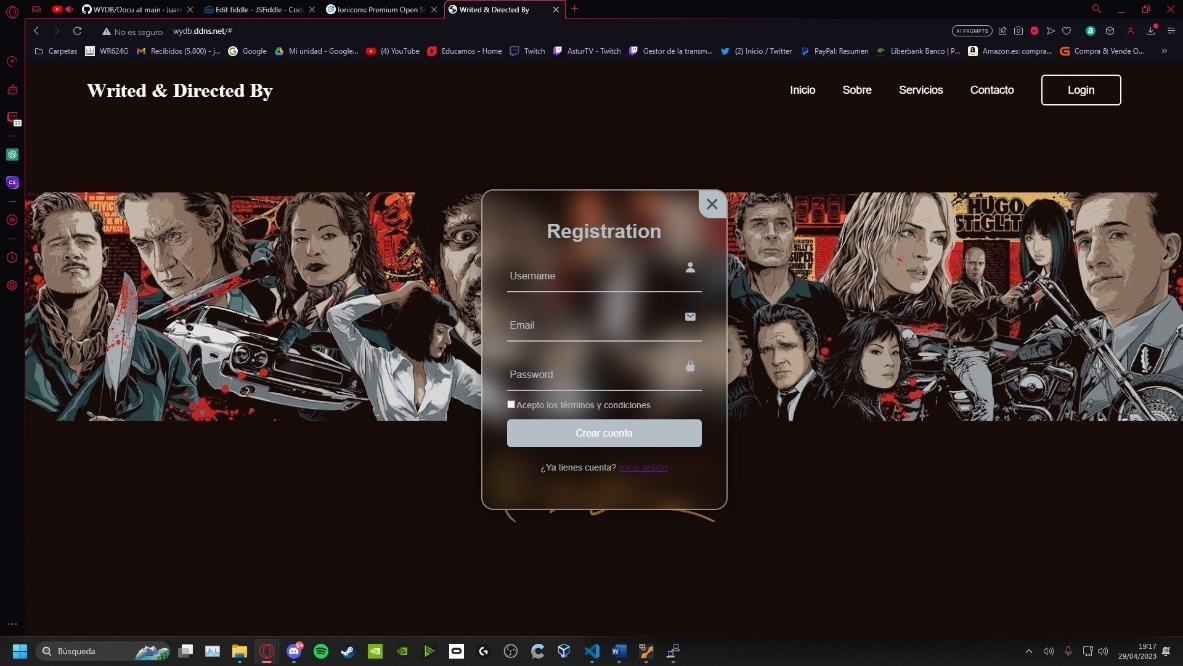 WYDB/Docu at main · Juan
Edit fiddle - JSFiddle - Cod
Ionicons: Premium Open S
Writed & Directed By
No es seguro wydb.ddns.net/#
AI PROMPTS
Carpetas WR624G Recibidos (5.800) - j... Google Mi unidad - Google... (4) YouTube Educamos - Home Twitch AsturTV - Twitch Gestor de la transm... (2) Inicio / Twitter PayPal: Resumen Liberbank Banco | P... Amazon.es: compra... Compra & Vende O... »
Writed & Directed By
Inicio Sobre Servicios Contacto Login
HUGO
STIGLIT
SUPER
Registration
Username
Email
Password
Acepto los términos y condiciones
Crear cuenta
¿Ya tienes cuenta? Iniciar sesión
Búsqueda
19:17
29/04/2023